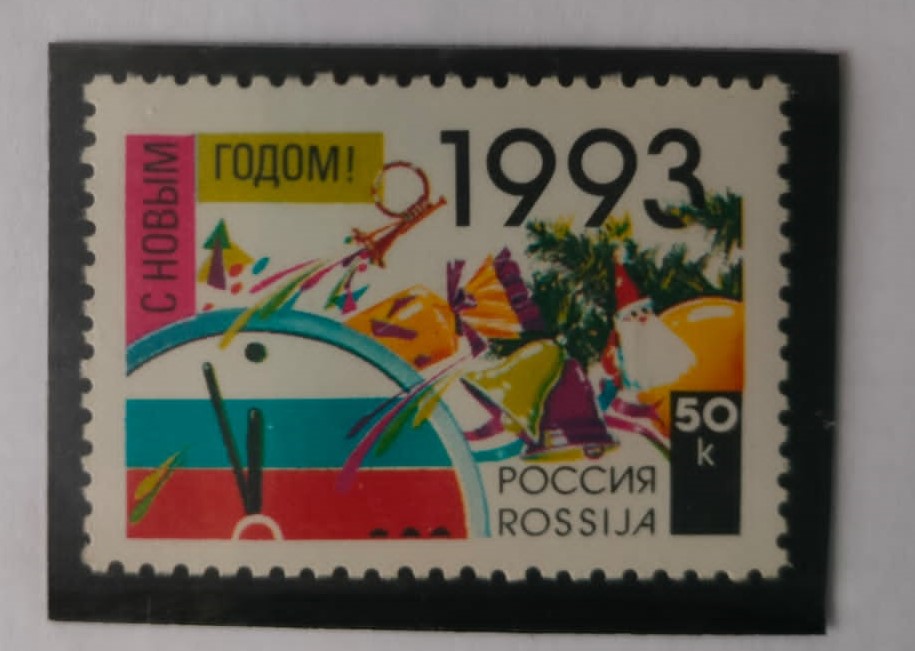 С НОВЫМ
ГОДОМ!
1993
50
к
РОССИЯ
ROSSIJA